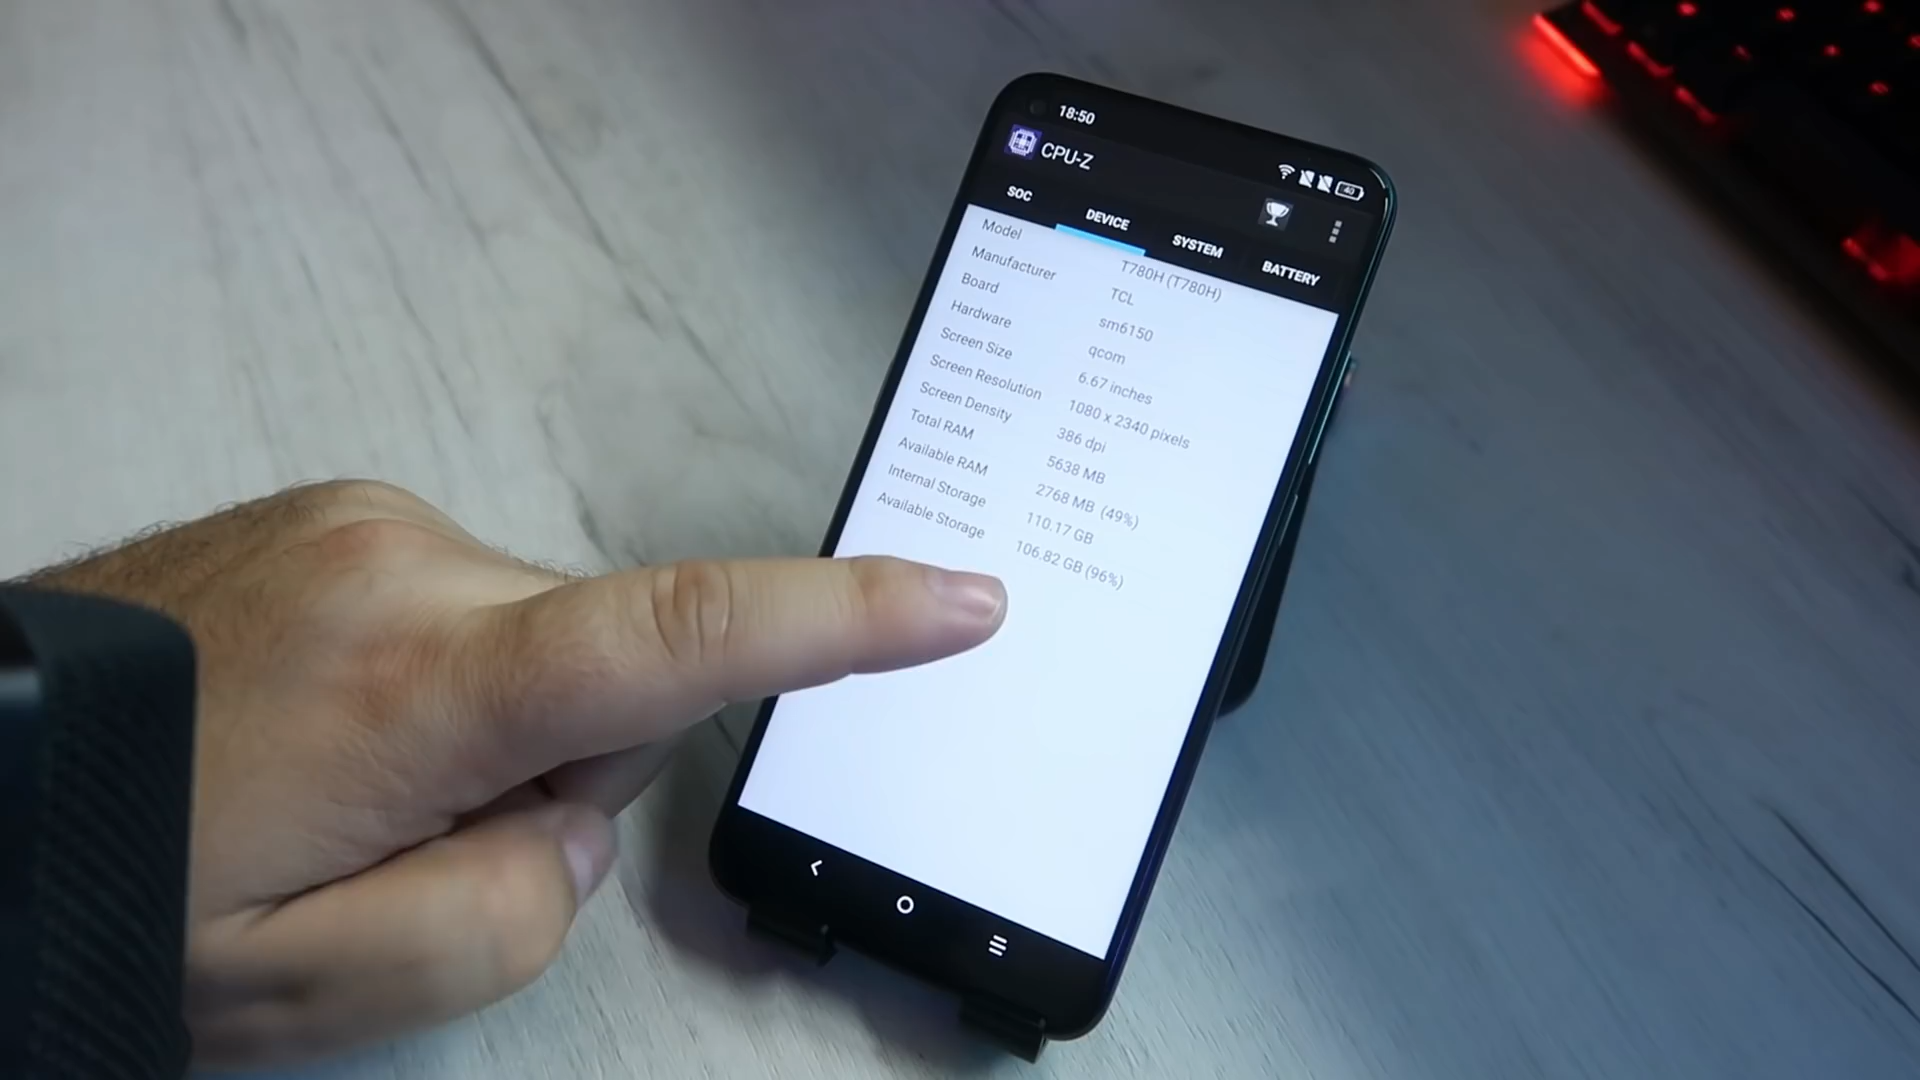 18:50
40
CPU-Z
SOC
DEVICE
SYSTEM
BATTERY
Model T780H (T780H)
Manufacturer TCL
Board sm6150
Hardware qcom
Screen Size 6.67 inches
Screen Resolution 1080 x 2340 pixels
Screen Density 386 dpi
Total RAM 5638 MB
Available RAM 2768 MB (49%)
Internal Storage 110.17 GB
Available Storage 106.82 GB (96%)